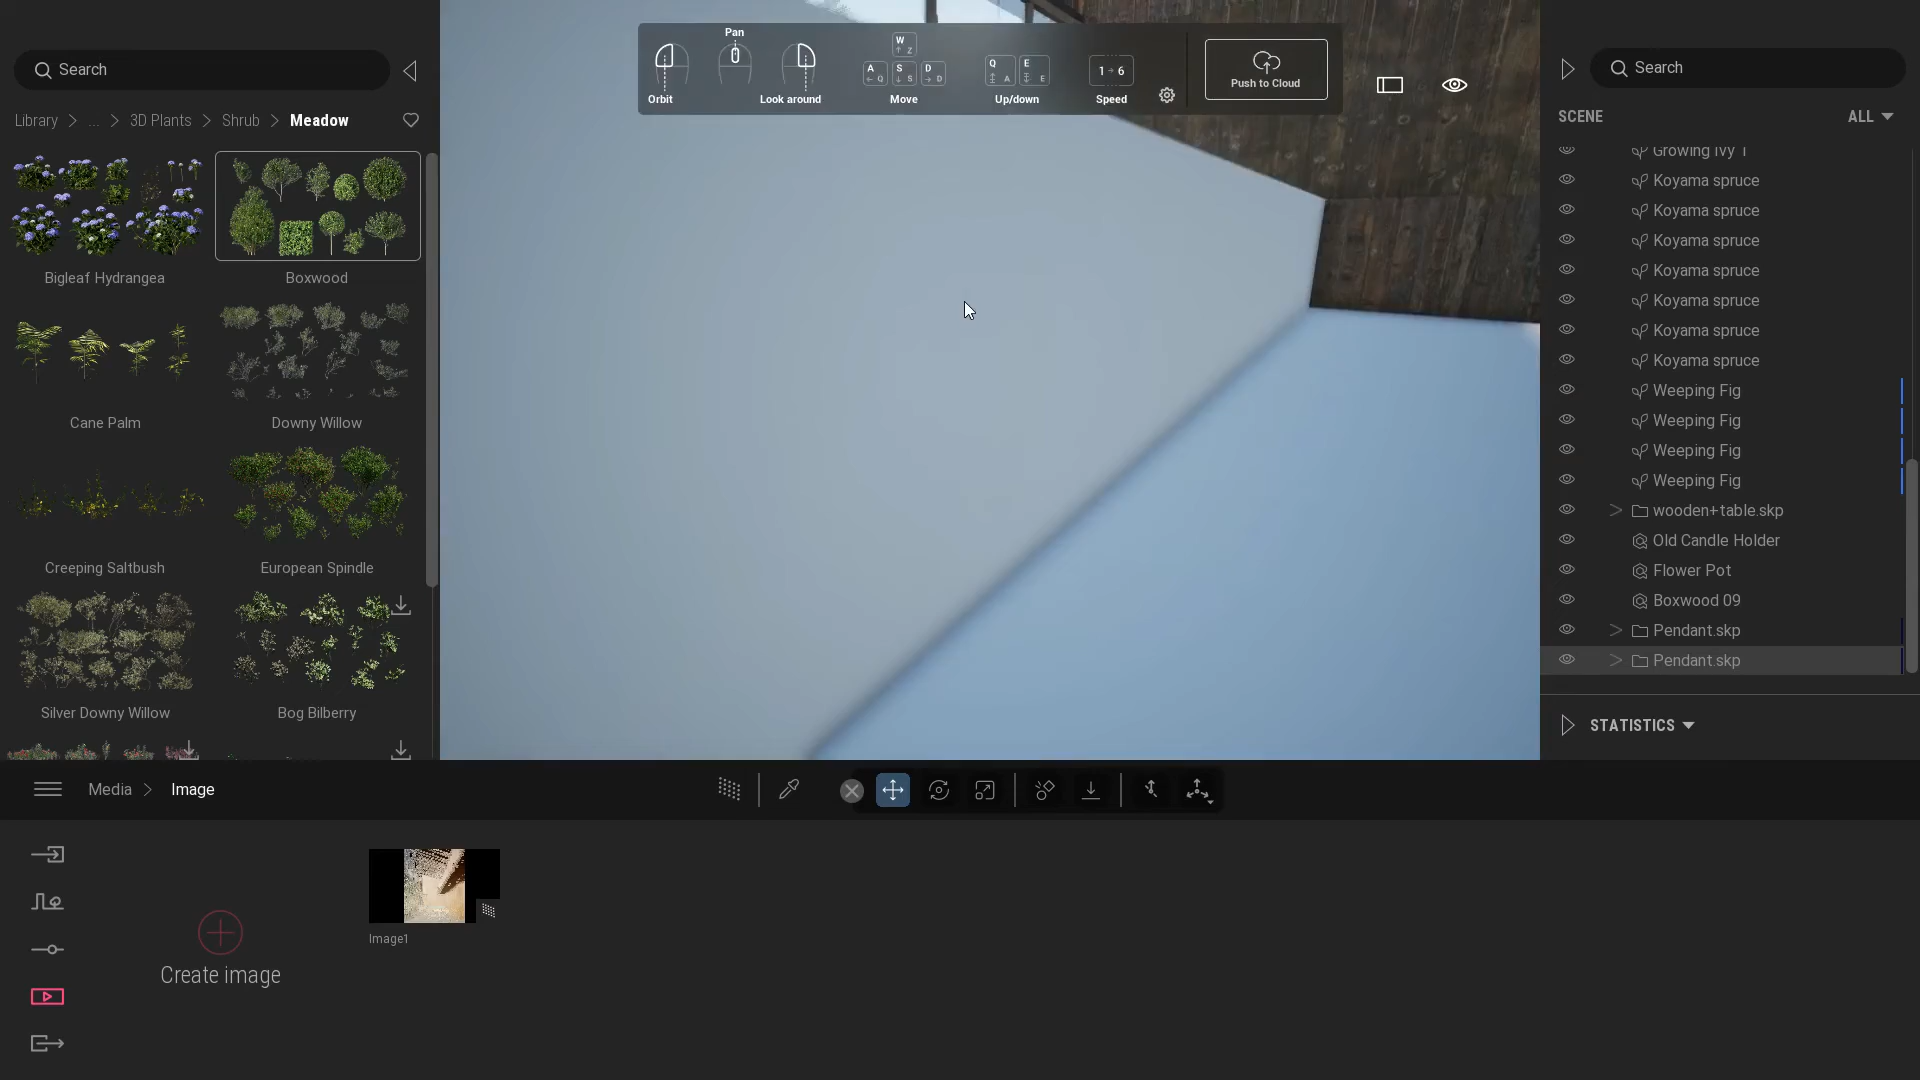 Search
Library > ... > 3D Plants > Shrub > Meadow
Bigleaf Hydrangea
Boxwood
Cane Palm
Downy Willow
Creeping Saltbush
European Spindle
Silver Downy Willow
Bog Bilberry
Orbit
Pan
Look around
W
Z
A
Q
S
S
D
D
Move
Q
A
E
E
Up/down
1 6
Speed
Push to Cloud
Search
SCENE
ALL
Growing Ivy 1
Koyama spruce
Koyama spruce
Koyama spruce
Koyama spruce
Koyama spruce
Koyama spruce
Koyama spruce
Weeping Fig
Weeping Fig
Weeping Fig
Weeping Fig
wooden+table.skp
Old Candle Holder
Flower Pot
Boxwood 09
Pendant.skp
Pendant.skp
STATISTICS
Media > Image
Create image
Image1